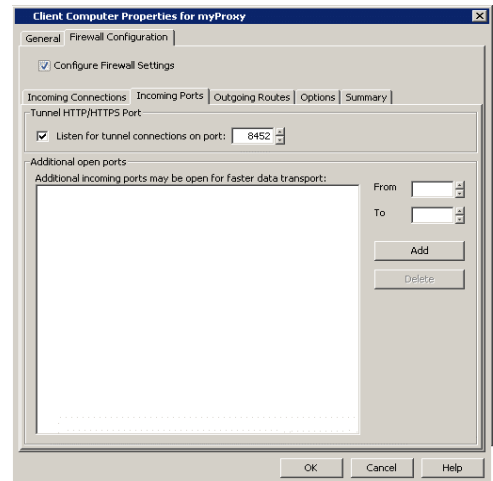 Client Computer Properties for myProxy
General Firewall Configuration
Configure Firewall Settings
Incoming Connections Incoming Ports Outgoing Routes Options Summary
Tunnel HTTP/HTTPS Port
Listen for tunnel connections on port: 8452
Additional open ports
Additional incoming ports may be open for faster data transport:
From
To
Add
Delete
OK Cancel Help